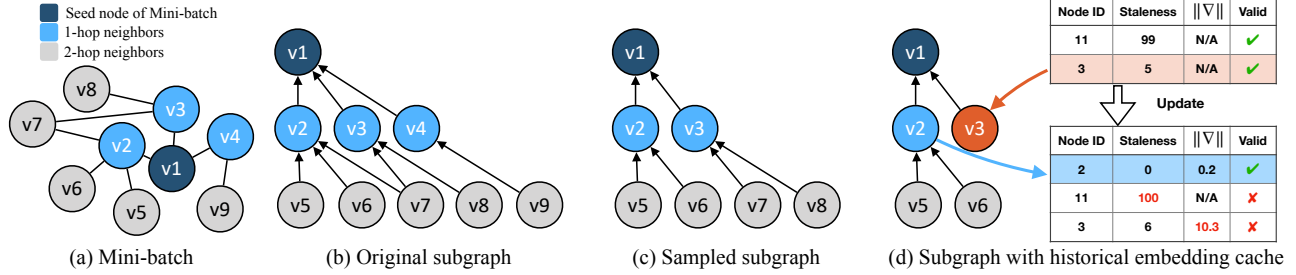 Seed node of Mini-batch
1-hop neighbors
2-hop neighbors
v8
v3
v7
v2
v4
v1
v6
v5
v9
(a) Mini-batch
v1
v2 v3 v4
v5 v6 v7 v8 v9
(b) Original subgraph
v1
v2 v3
v5 v6 v7 v8
(c) Sampled subgraph
v1
v2 v3
v5 v6
Node ID Staleness ‖∇‖ Valid
11 99 N/A ✔
3 5 N/A ✔
Update
Node ID Staleness ‖∇‖ Valid
2 0 0.2 ✔
11 100 N/A ✘
3 6 10.3 ✘
(d) Subgraph with historical embedding cache